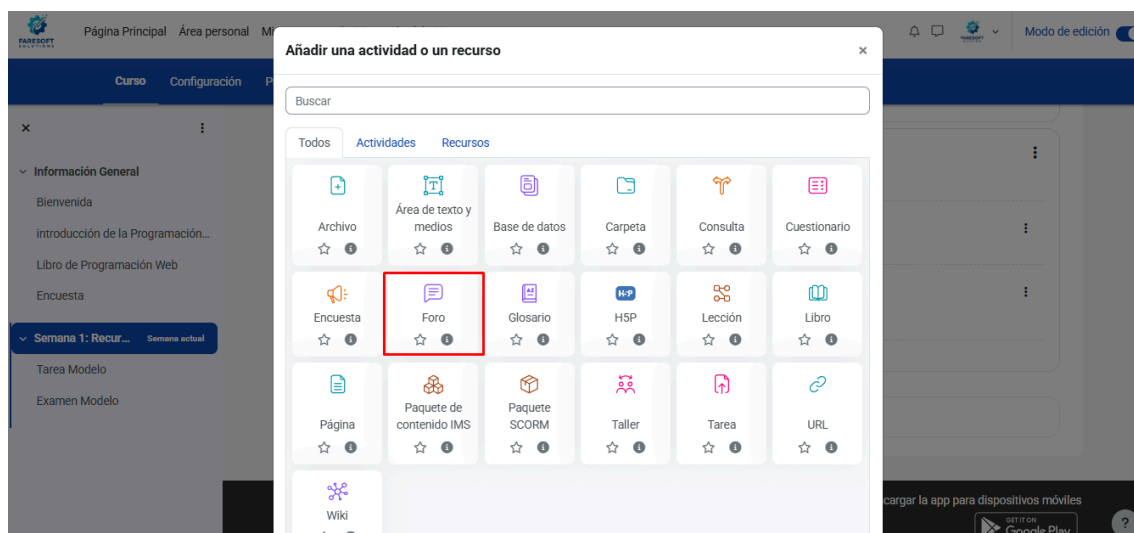 FARESOFT
SOLUTIONS
Página Principal Área personal Mi
Modo de edición
Curso Configuración P
Añadir una actividad o un recurso
×
Buscar
Todos Actividades Recursos
Información General
Bienvenida
introducción de la Programación...
Libro de Programación Web
Encuesta
Semana 1: Recur... Semana actual
Tarea Modelo
Examen Modelo
Archivo
Área de texto y
medios
Base de datos
Carpeta
Consulta
Cuestionario
Encuesta
Foro
Glosario
H5P
Lección
Libro
Página
Paquete de
contenido IMS
Paquete
SCORM
Taller
Tarea
URL
Wiki
cargar la app para dispositivos móviles
GET IT ON
Google Play
?